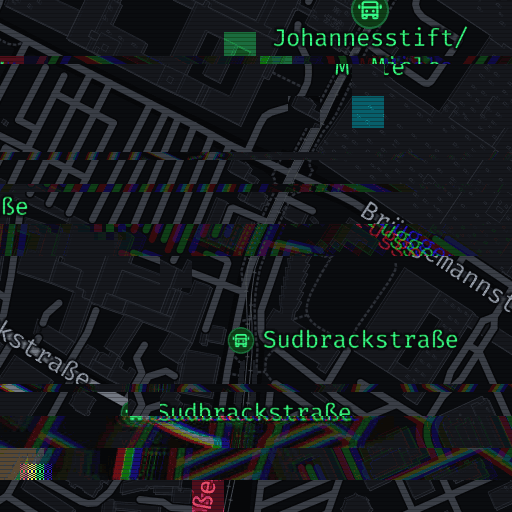 Johannesstift/
ße
Brüggemannst
Sudbrackstraße
kstraße
Sudbrackstraße
ße